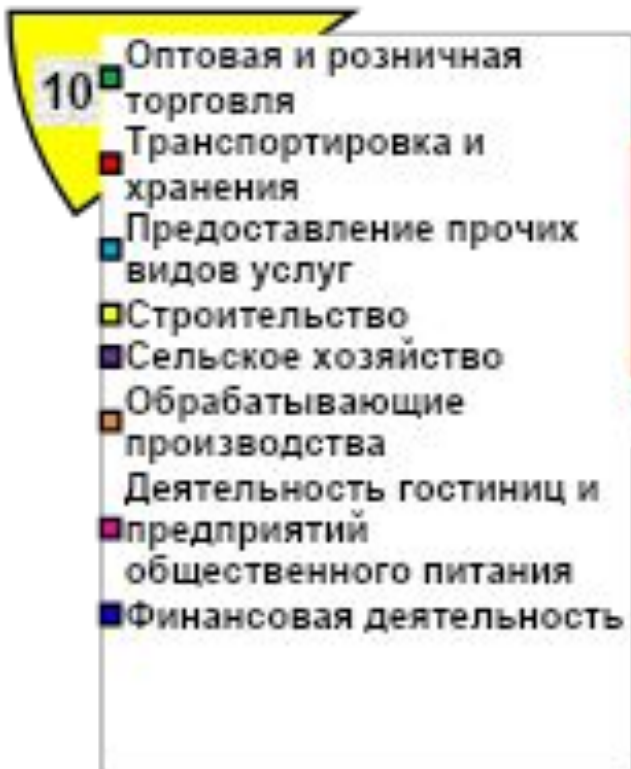 10
Оптовая и розничная
торговля
Транспортировка и
хранения
Предоставление прочих
видов услуг
Строительство
Сельское хозяйство
Обрабатывающие
производства
Деятельность гостиниц и
предприятий
общественного питания
Финансовая деятельность